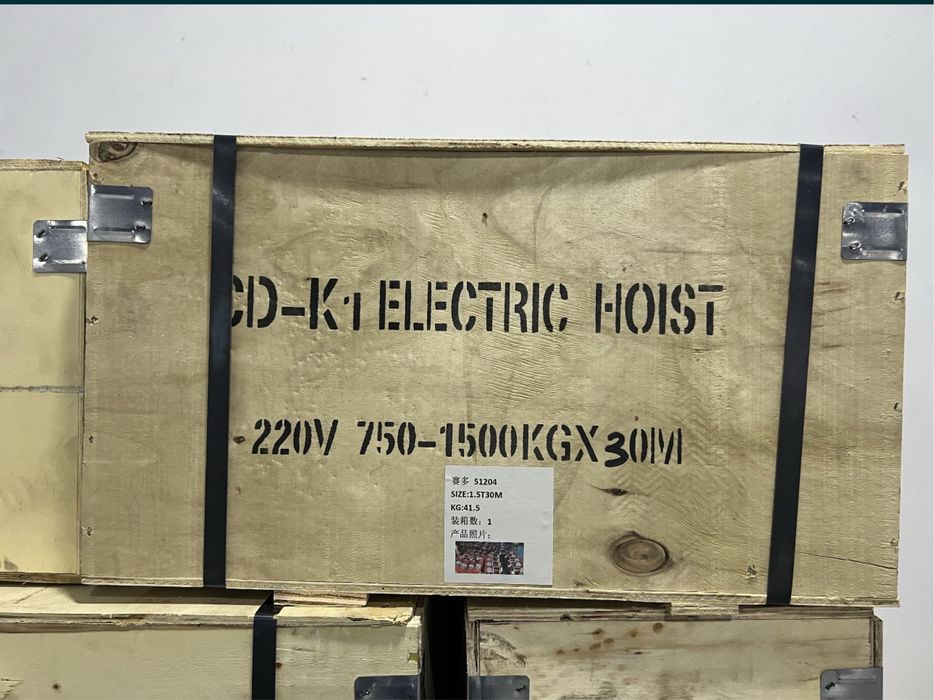 CD-K1 ELECTRIC HOIST
220V 750-1500KGX30M
赛多 51204
SIZE:1.5T30M
KG:41.5
装箱数：1
产品照片：